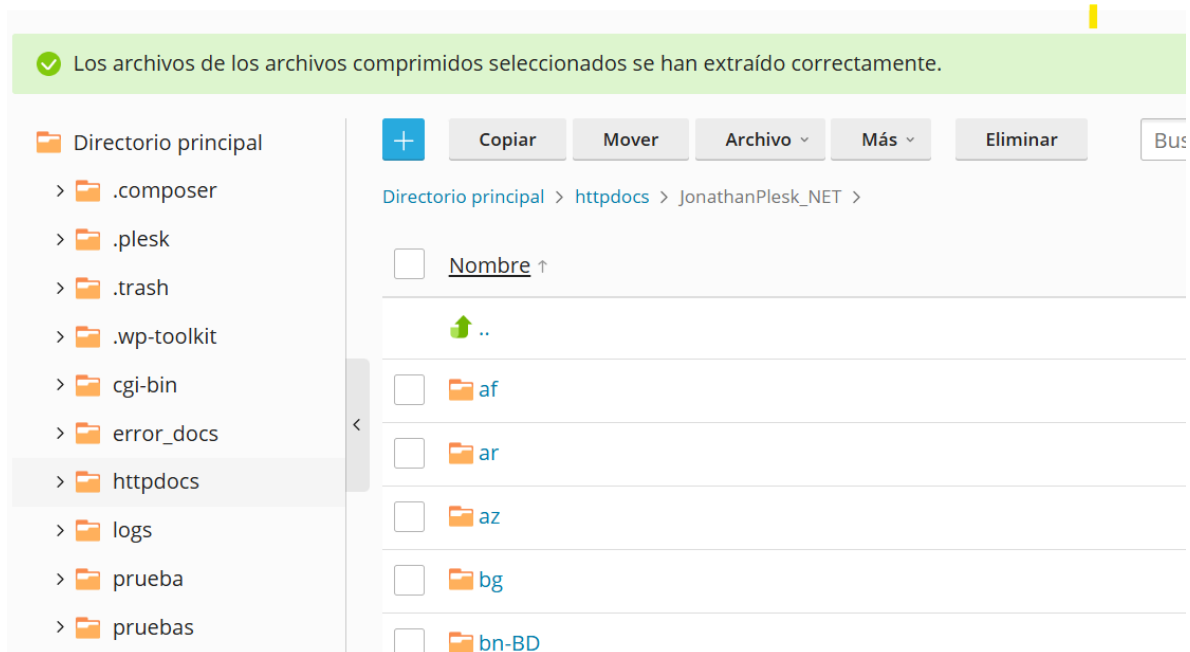 Los archivos de los archivos comprimidos seleccionados se han extraído correctamente.
Directorio principal
.composer
.plesk
.trash
.wp-toolkit
cgi-bin
error_docs
httpdocs
logs
prueba
pruebas
Copiar Mover Archivo Más Eliminar Bus
Directorio principal > httpdocs > JonathanPlesk_NET >
Nombre ↑
..
af
ar
az
bg
bn-BD